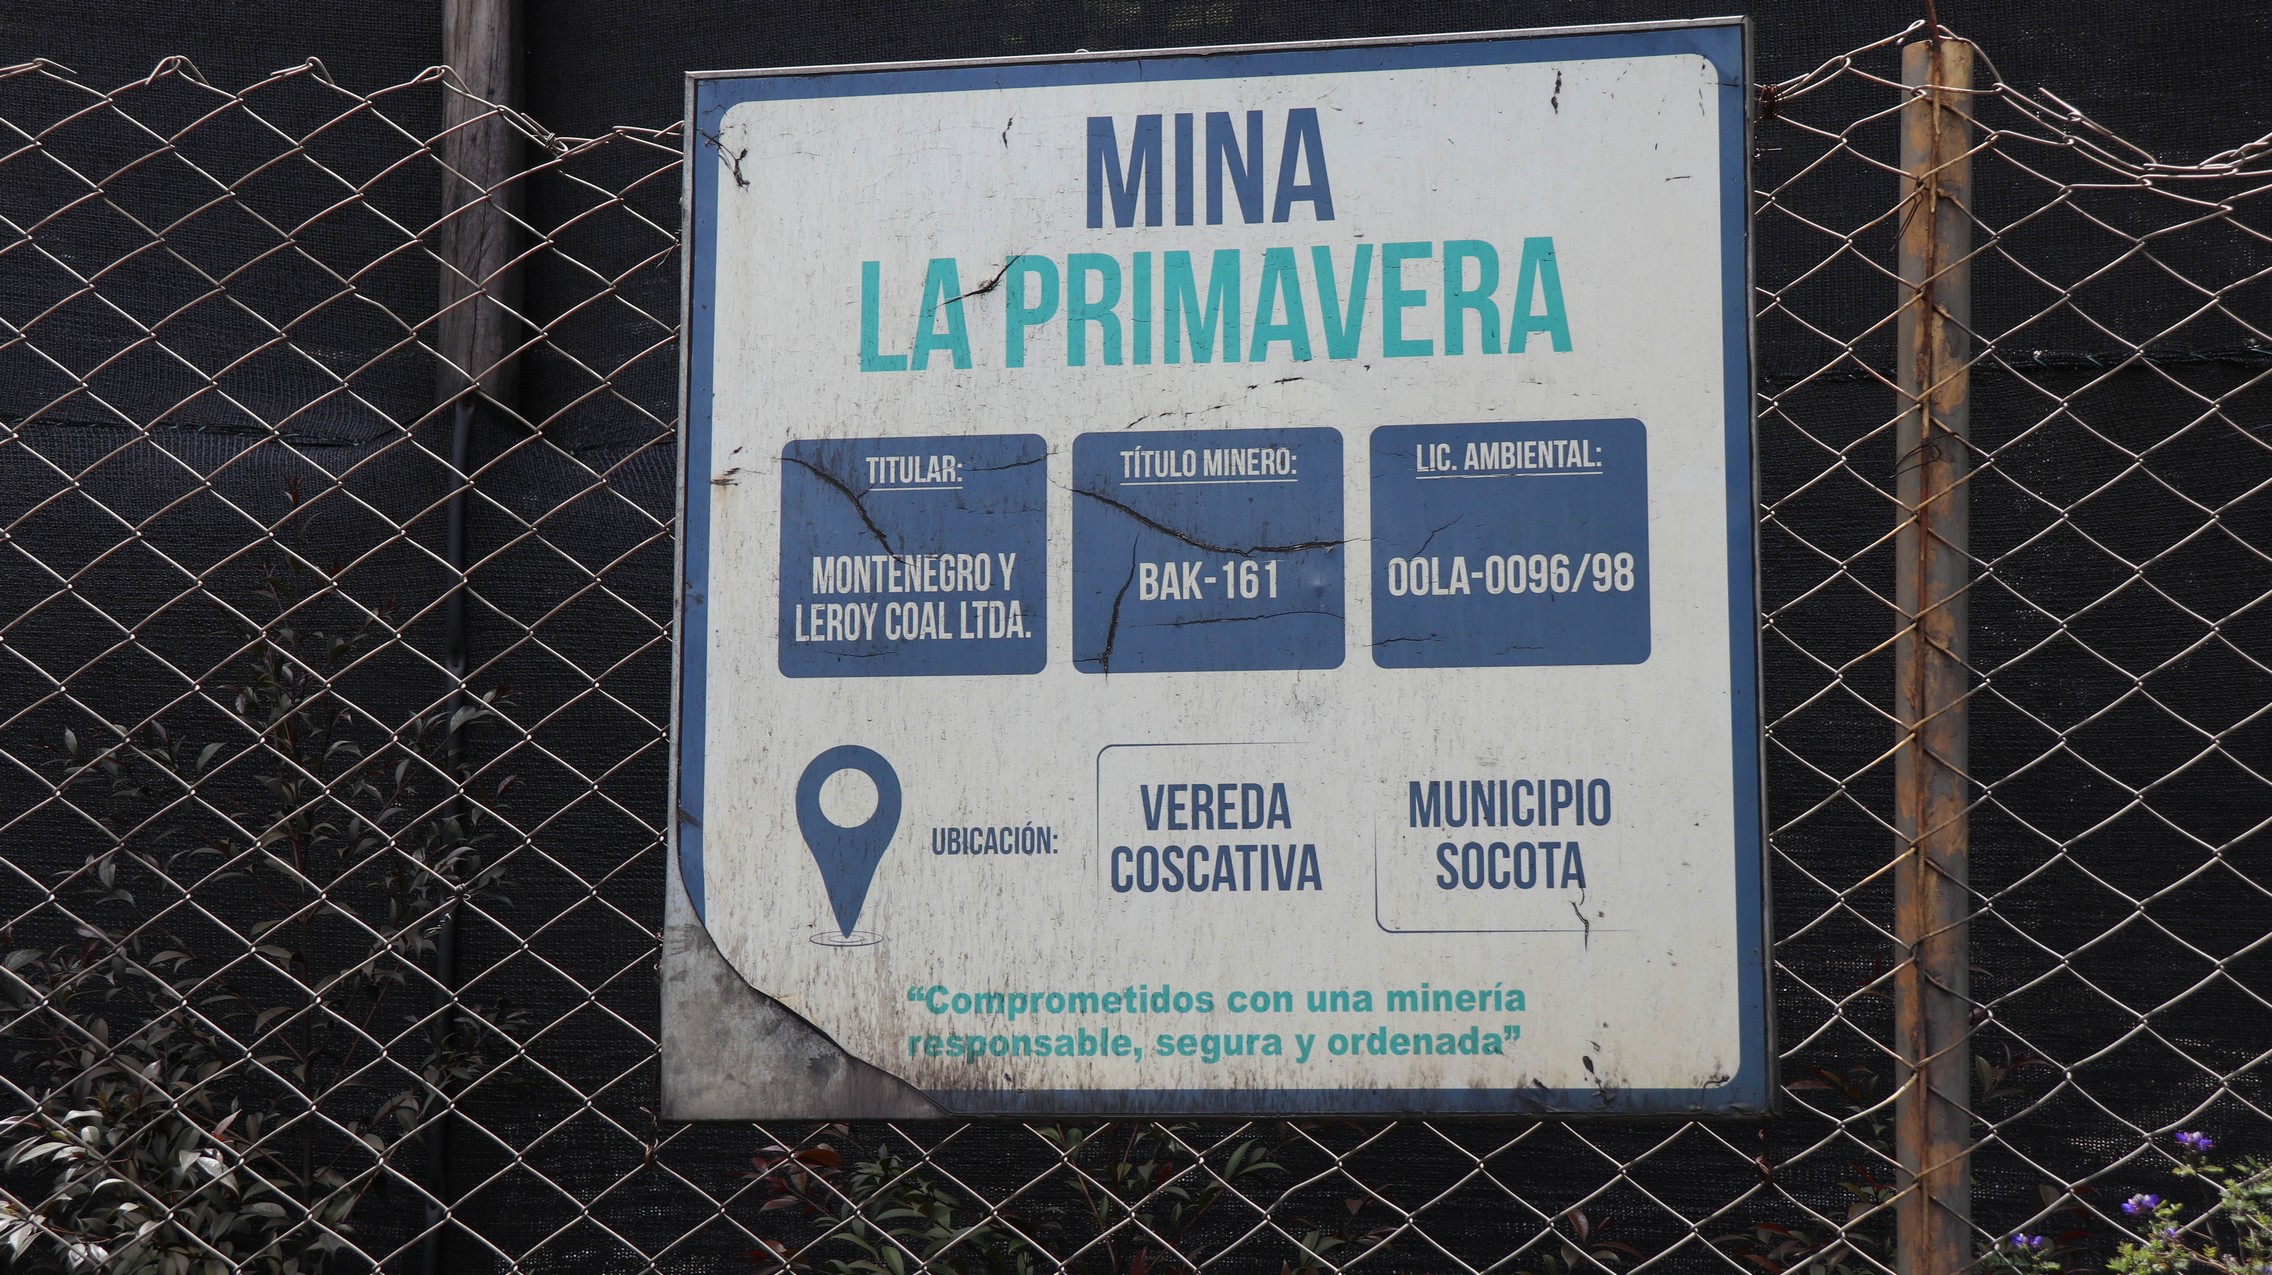 MINA
LA PRIMAVERA
TITULAR:
MONTENEGRO Y
LEROY COAL LTDA.
TÍTULO MINERO:
BAK-161
LIC. AMBIENTAL:
00LA-0096/98
UBICACIÓN:
VEREDA
COSCATIVA
MUNICIPIO
SOCOTA
“Comprometidos con una minería
responsable, segura y ordenada”